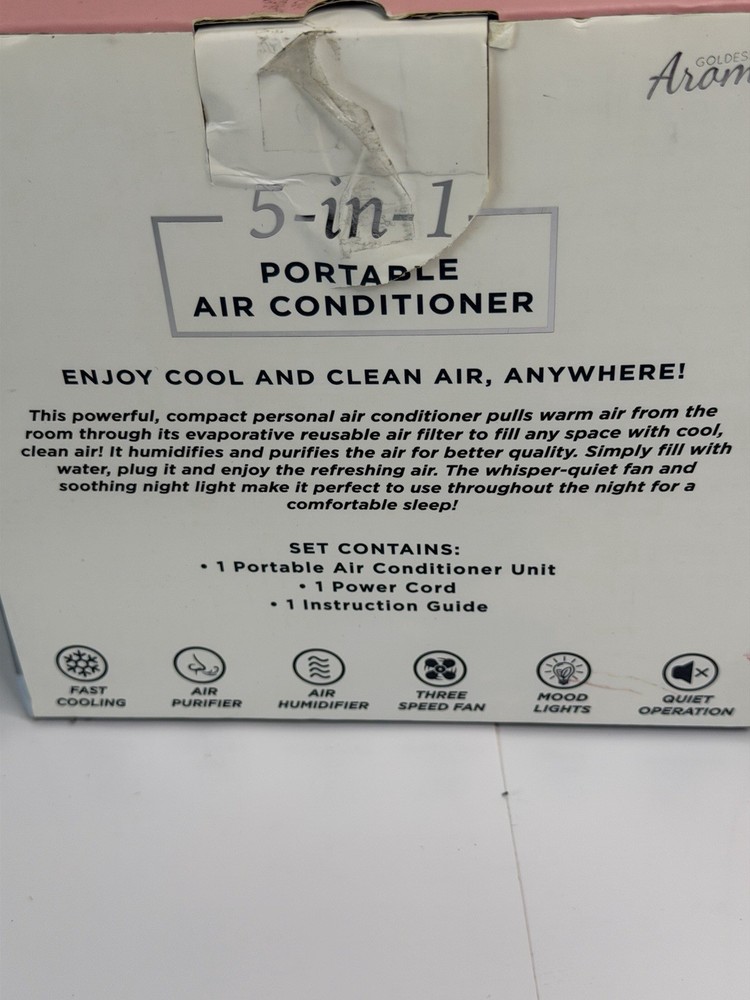 5-in-1
PORTABLE
AIR CONDITIONER
ENJOY COOL AND CLEAN AIR, ANYWHERE!
This powerful, compact personal air conditioner pulls warm air from the
room through its evaporative reusable air filter to fill any space with cool,
clean air! It humidifies and purifies the air for better quality. Simply fill with
water, plug it and enjoy the refreshing air. The whisper-quiet fan and
soothing night light make it perfect to use throughout the night for a
comfortable sleep!
SET CONTAINS:
• 1 Portable Air Conditioner Unit
• 1 Power Cord
• 1 Instruction Guide
FAST
COOLING
AIR
PURIFIER
AIR
HUMIDIFIER
THREE
SPEED FAN
MOOD
LIGHTS
QUIET
OPERATION